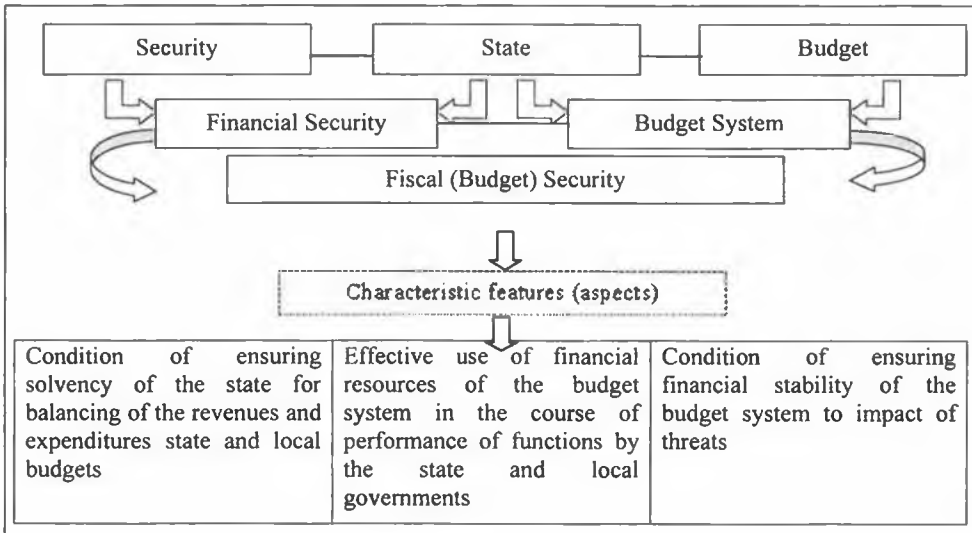 Security
State
Budget
Financial Security
Budget System
Fiscal (Budget) Security
Characteristic features (aspects)
Condition of ensuring
solvency of the state for
balancing of the revenues and
expenditures state and local
budgets
Effective use of financial
resources of the budget
system in the course of
performance of functions by
the state and local
governments
Condition of ensuring
financial stability of the
budget system to impact of
threats